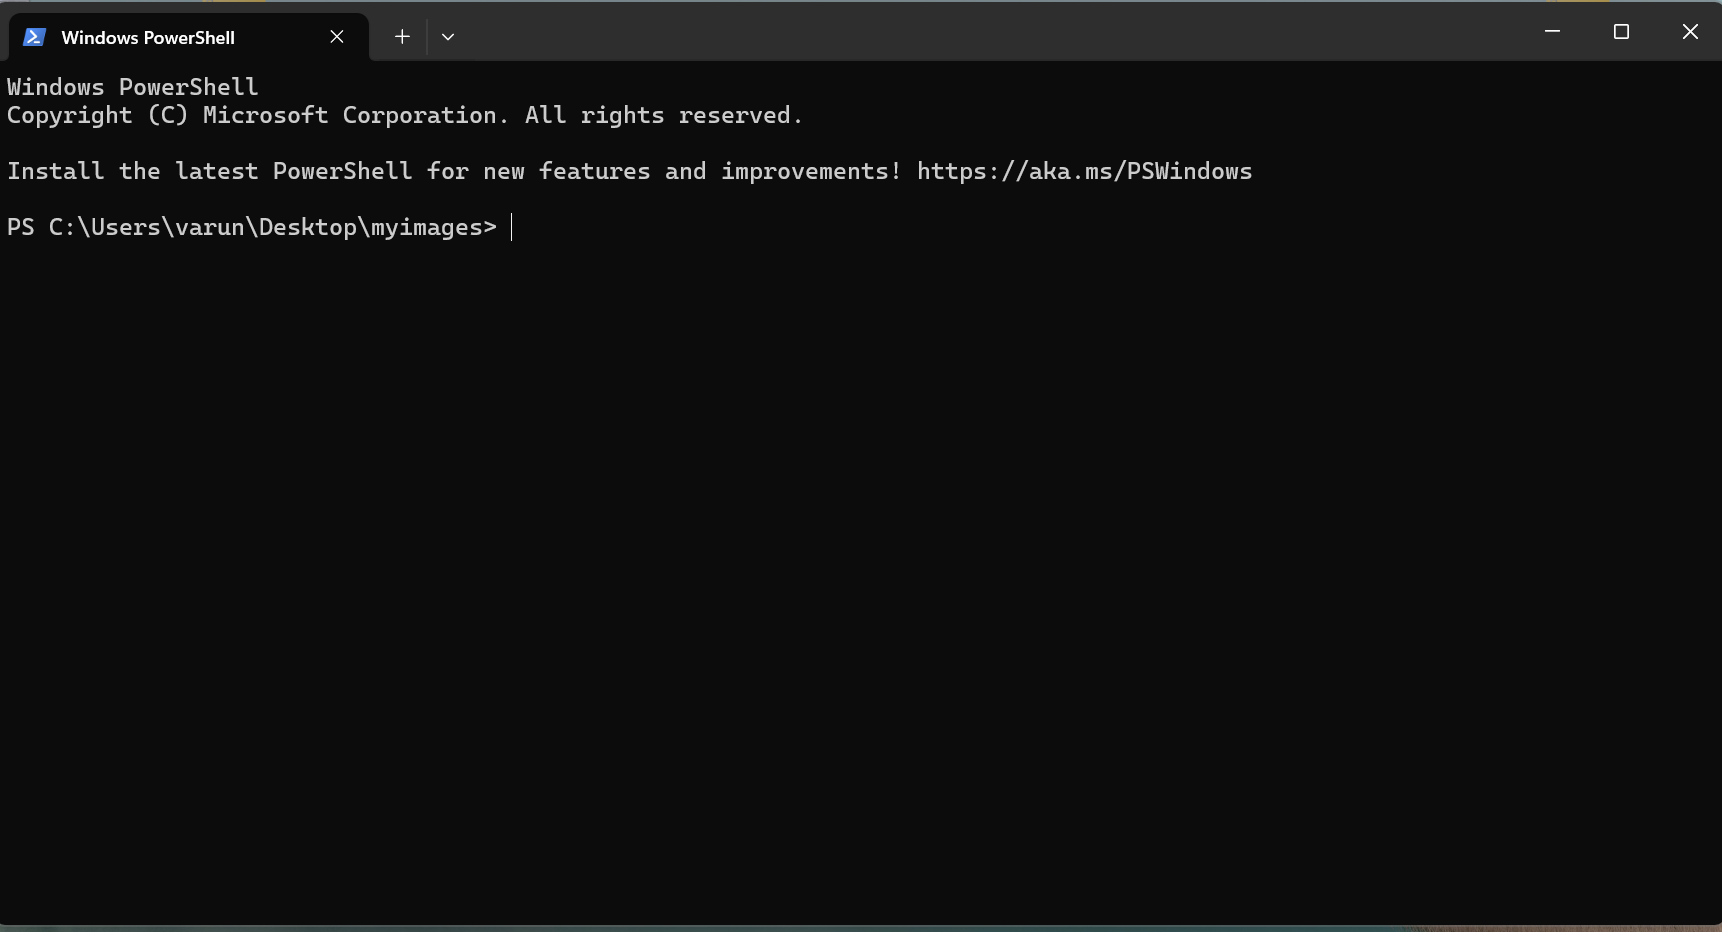 Windows PowerShell
Windows PowerShell
Copyright (C) Microsoft Corporation. All rights reserved.
Install the latest PowerShell for new features and improvements! https://aka.ms/PSWindows
PS C:\Users\varun\Desktop\myimages>